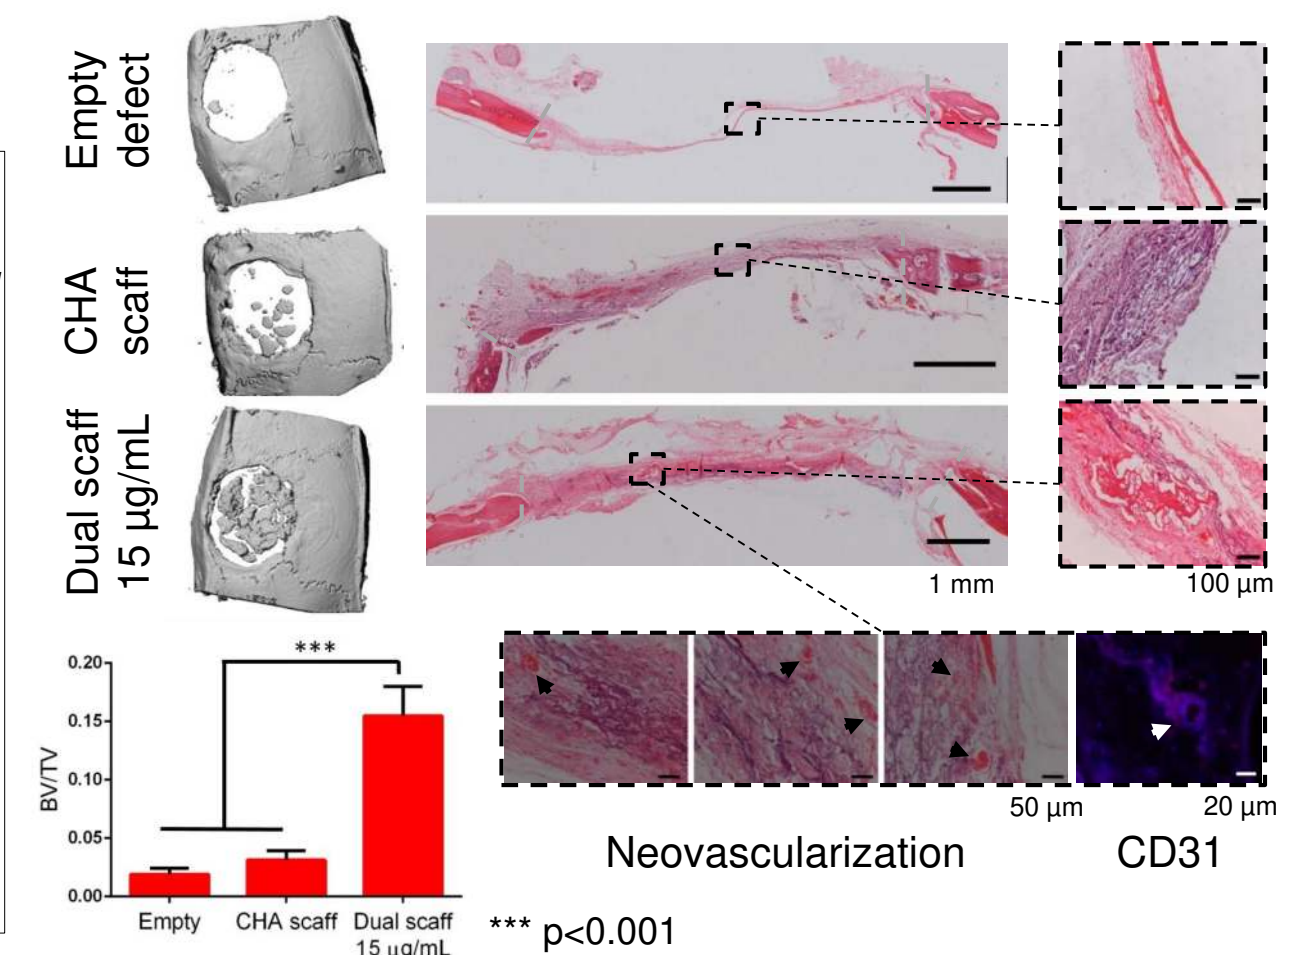 Empty
defect
CHA
scaff
Dual scaff
15 µg/mL
1 mm
100 µm
***
0.20
0.15
0.10
0.05
0.00
BV/TV
Empty
CHA scaff
Dual scaff
15 µg/mL
50 µm
20 µm
Neovascularization
CD31
*** p<0.001